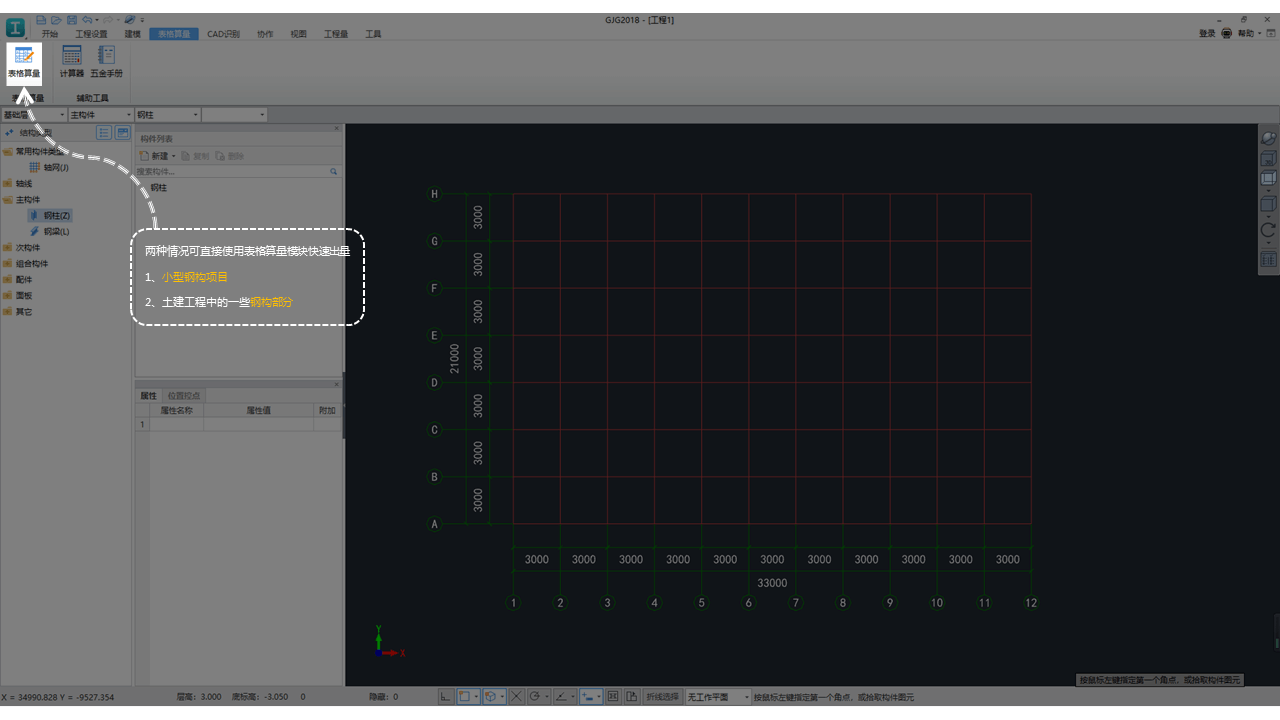 GJG2018 - [工程1]
开始 工程设置 建模 表格算量 CAD识别 协作 视图 工程量 工具
登录 帮助
表格算量 计算器 五金手册
辅助工具
主构件 钢柱
构件列表
常用构件类型
新建 复制 删除
轴网(J)
搜索构件...
轴线
钢柱
主构件
钢柱(Z)
钢梁(L)
次构件
组合构件
配件
面板
其它
两种情况可直接使用表格算量模块快速出量
1、小型钢构项目
2、土建工程中的一些钢构部分
属性
属性名称 属性值 附加
1
H
G
F
E
D
C
B
A
3000
3000
3000
3000
3000
3000
3000
21000
3000 3000 3000 3000 3000 3000 3000 3000 3000 3000 3000
33000
1 2 3 4 5 6 7 8 9 10 11 12
Y
X
按鼠标左键指定第一个角点，或拾取构件图元
X = 34990.828 Y = -9527.354 层高：3.000 底标高：-3.050 0 隐藏：0 折线选择 无工作平面 按鼠标左键指定第一个角点，或拾取构件图元